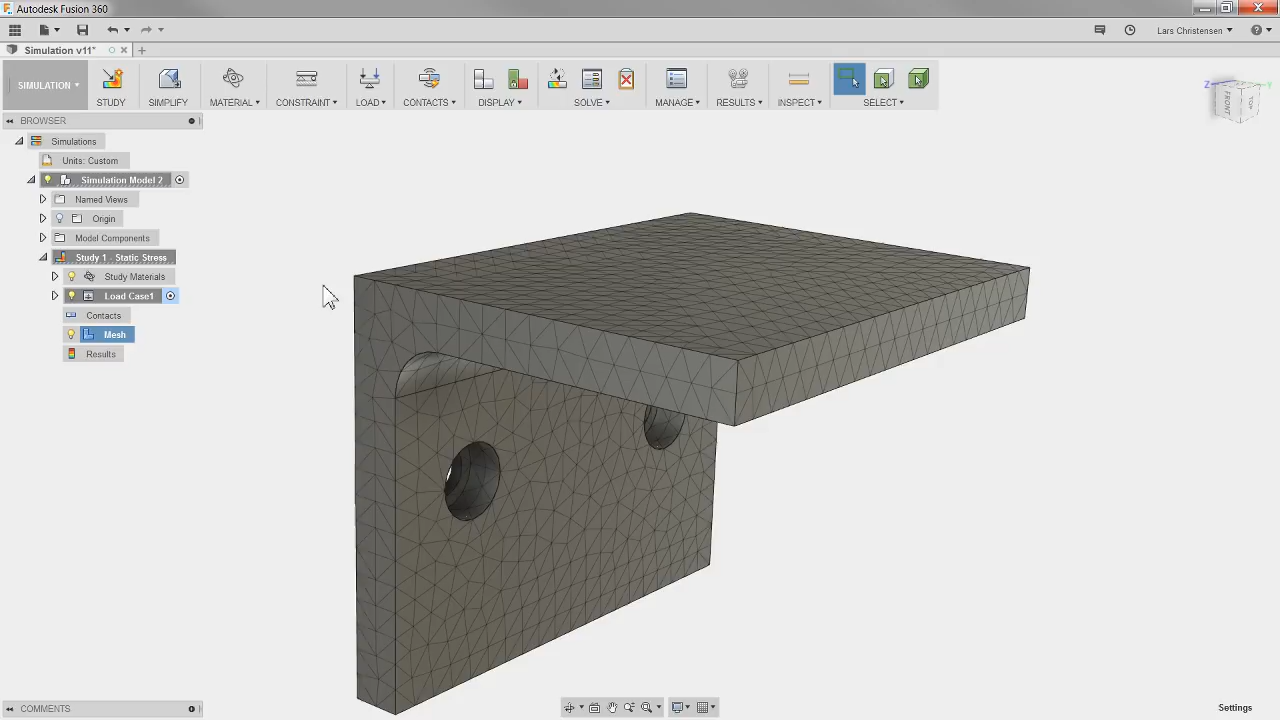 Autodesk Fusion 360
Lars Christensen
Simulation v11*
SIMULATION
STUDY
SIMPLIFY
MATERIAL
CONSTRAINT
LOAD
CONTACTS
DISPLAY
SOLVE
MANAGE
RESULTS
INSPECT
SELECT
Z
Y
FRONT
TOP
BROWSER
Simulations
Units: Custom
Simulation Model 2
Named Views
Origin
Model Components
Study 1 - Static Stress
Study Materials
Load Case1
Contacts
Mesh
Results
COMMENTS
Settings